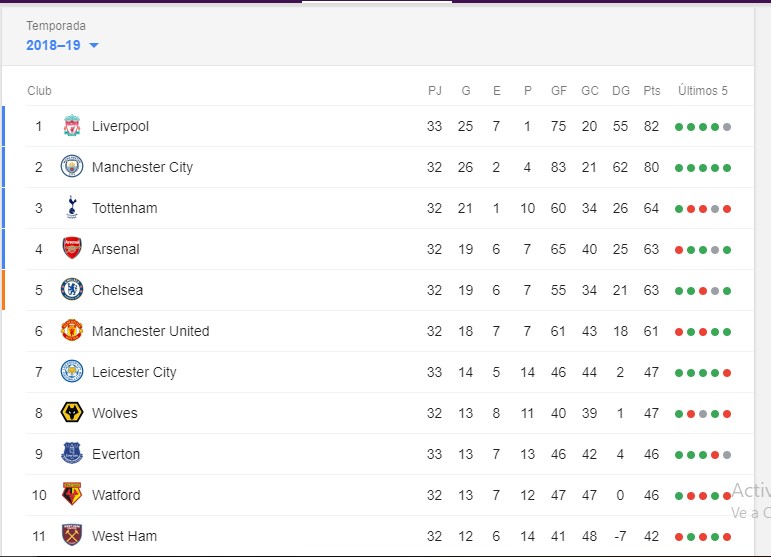 Temporada
2018–19
Club PJ G E P GF GC DG Pts Últimos 5
1 Liverpool 33 25 7 1 75 20 55 82
2 Manchester City 32 26 2 4 83 21 62 80
3 Tottenham 32 21 1 10 60 34 26 64
4 Arsenal 32 19 6 7 65 40 25 63
5 Chelsea 32 19 6 7 55 34 21 63
6 Manchester United 32 18 7 7 61 43 18 61
7 Leicester City 33 14 5 14 46 44 2 47
8 Wolves 32 13 8 11 40 39 1 47
9 Everton 33 13 7 13 46 42 4 46
10 Watford 32 13 7 12 47 47 0 46
Activ
Ve a C
11 West Ham 32 12 6 14 41 48 -7 42